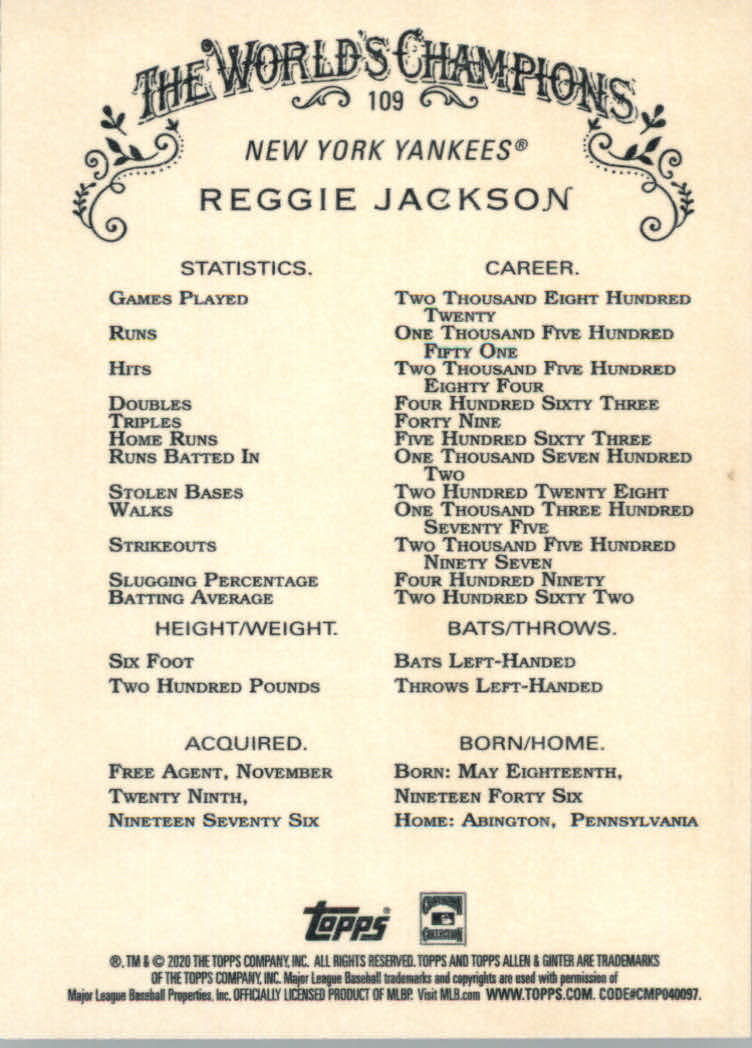 THE WORLD'S CHAMPIONS
109
NEW YORK YANKEES®
REGGIE JACKSON
STATISTICS. CAREER.
GAMES PLAYED TWO THOUSAND EIGHT HUNDRED
TWENTY
RUNS ONE THOUSAND FIVE HUNDRED
FIFTY ONE
HITS TWO THOUSAND FIVE HUNDRED
EIGHTY FOUR
DOUBLES FOUR HUNDRED SIXTY THREE
TRIPLES FORTY NINE
HOME RUNS FIVE HUNDRED SIXTY THREE
RUNS BATTED IN ONE THOUSAND SEVEN HUNDRED
TWO
STOLEN BASES TWO HUNDRED TWENTY EIGHT
WALKS ONE THOUSAND THREE HUNDRED
SEVENTY FIVE
STRIKEOUTS TWO THOUSAND FIVE HUNDRED
NINETY SEVEN
SLUGGING PERCENTAGE FOUR HUNDRED NINETY
BATTING AVERAGE TWO HUNDRED SIXTY TWO
HEIGHT/WEIGHT. BATS/THROWS.
SIX FOOT BATS LEFT-HANDED
TWO HUNDRED POUNDS THROWS LEFT-HANDED
ACQUIRED. BORN/HOME.
FREE AGENT, NOVEMBER BORN: MAY EIGHTEENTH,
TWENTY NINTH, NINETEEN FORTY SIX
NINETEEN SEVENTY SIX HOME: ABINGTON, PENNSYLVANIA
Topps® COOPERSTOWN COLLECTION
®, TM & © 2020 THE TOPPS COMPANY, INC. ALL RIGHTS RESERVED. TOPPS AND TOPPS ALLEN & GINTER ARE TRADEMARKS
OF THE TOPPS COMPANY, INC. Major League Baseball trademarks and copyrights are used with permission of
Major League Baseball Properties, Inc. OFFICIALLY LICENSED PRODUCT OF MLBP. Visit MLB.com WWW.TOPPS.COM. CODE#CMP040097.